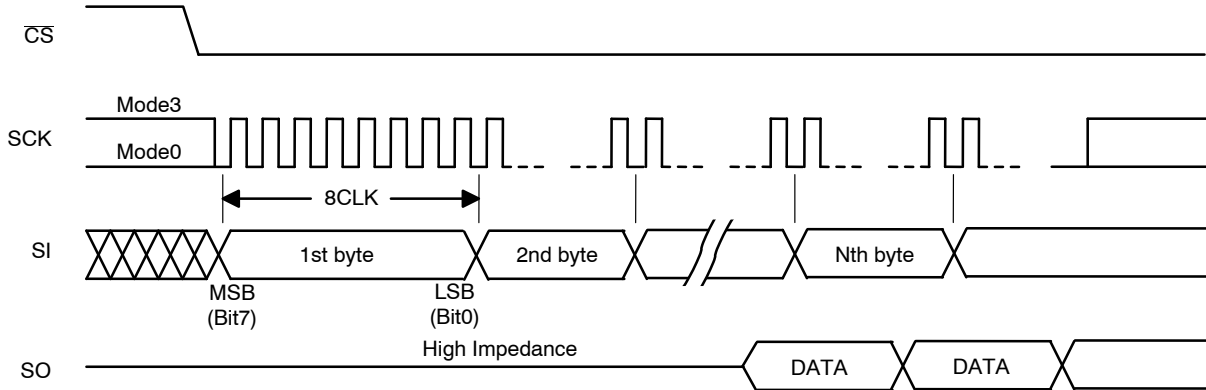 CS
Mode3
SCK
Mode0
8CLK
SI
1st byte
2nd byte
Nth byte
MSB
(Bit7)
LSB
(Bit0)
High Impedance
SO
DATA
DATA